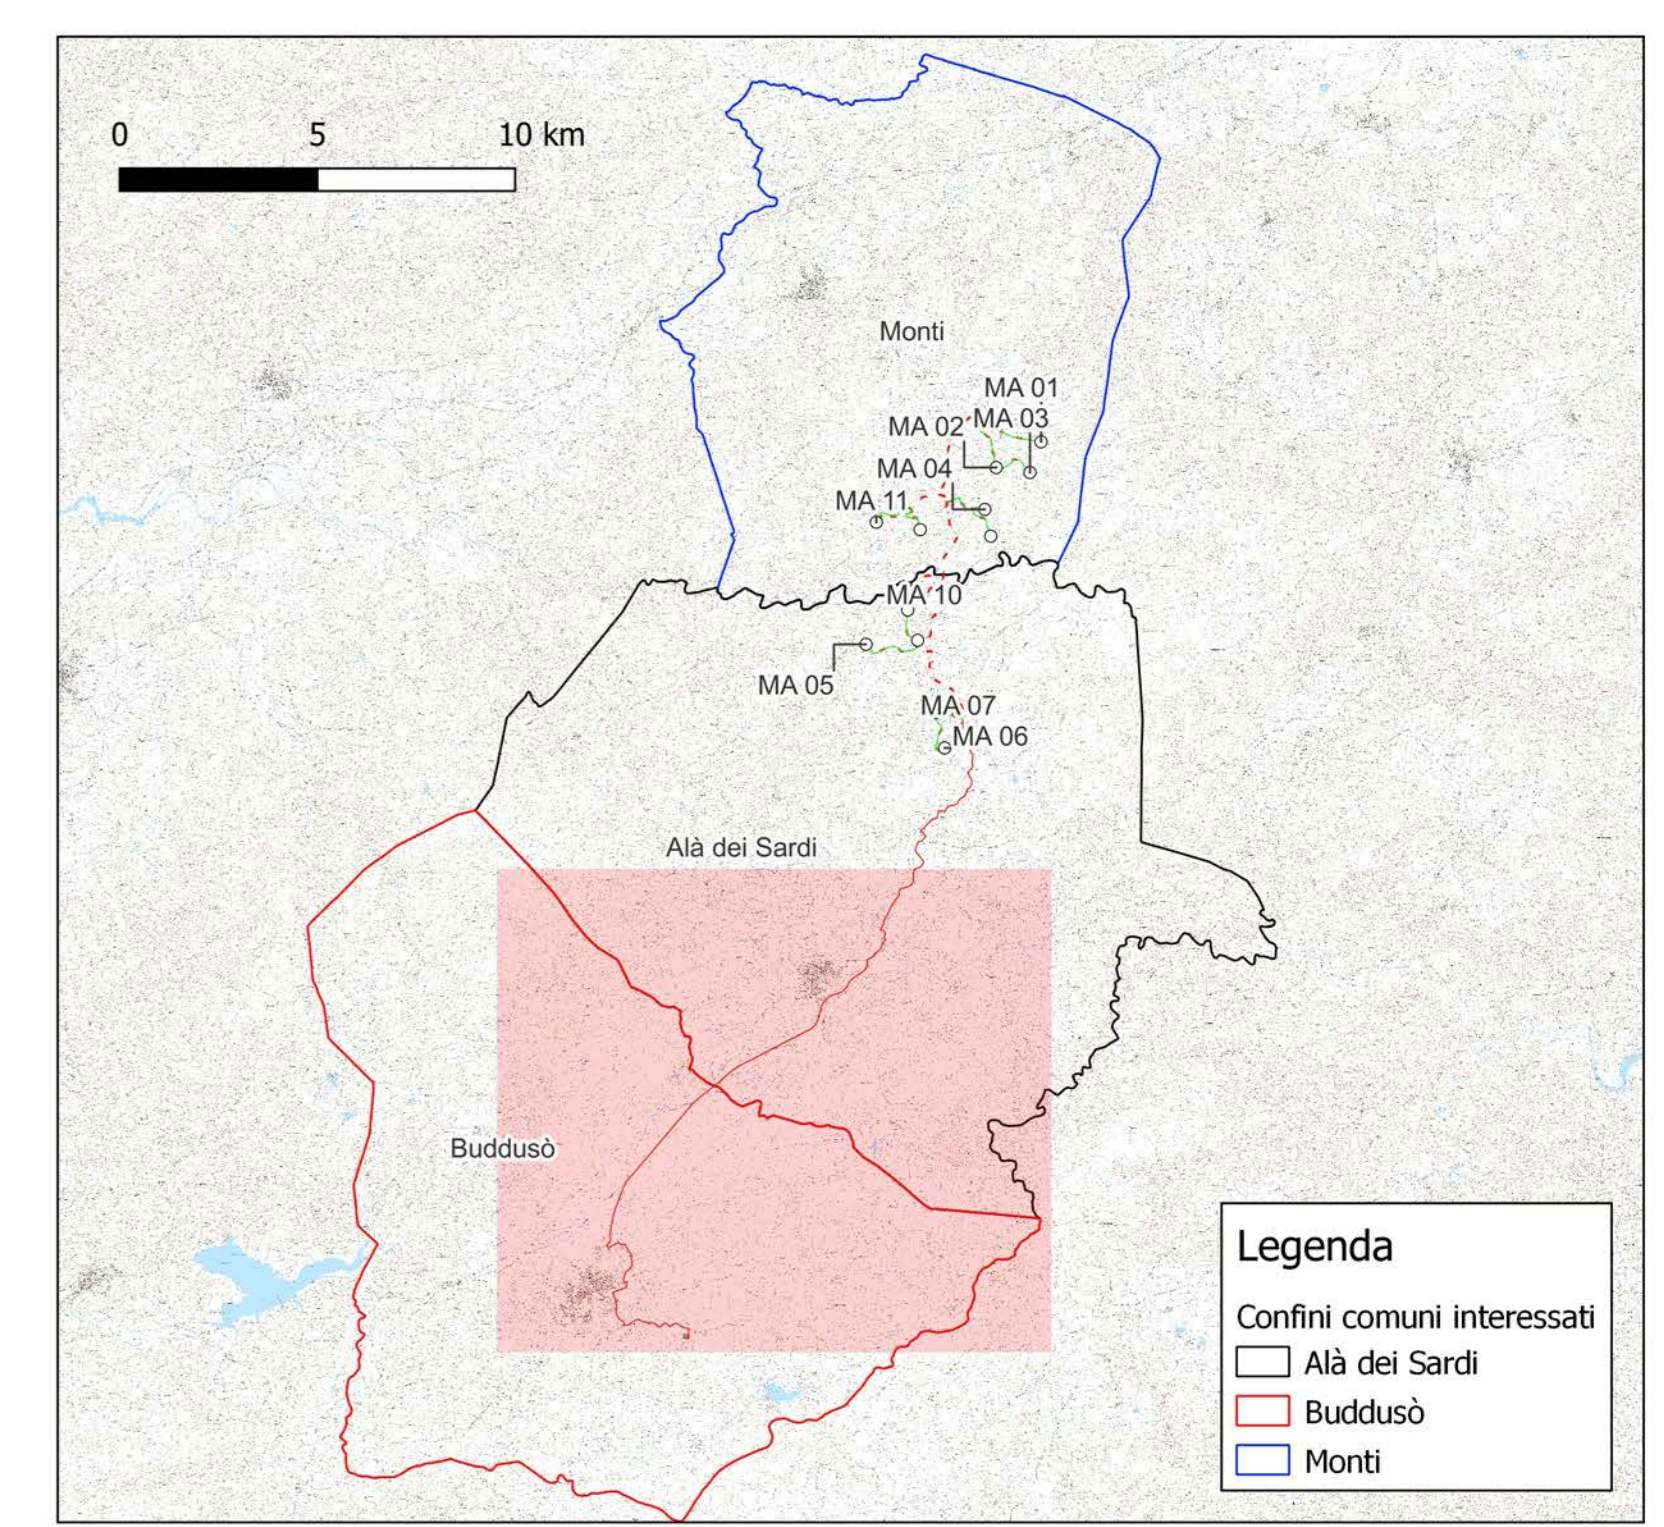 0 5 10 km
Monti
MA 01
MA 02
MA 03
MA 04
MA 11
MA 10
MA 05
MA 07
MA 06
Alà dei Sardi
Buddusò
Legenda
Confini comuni interessati
Alà dei Sardi
Buddusò
Monti